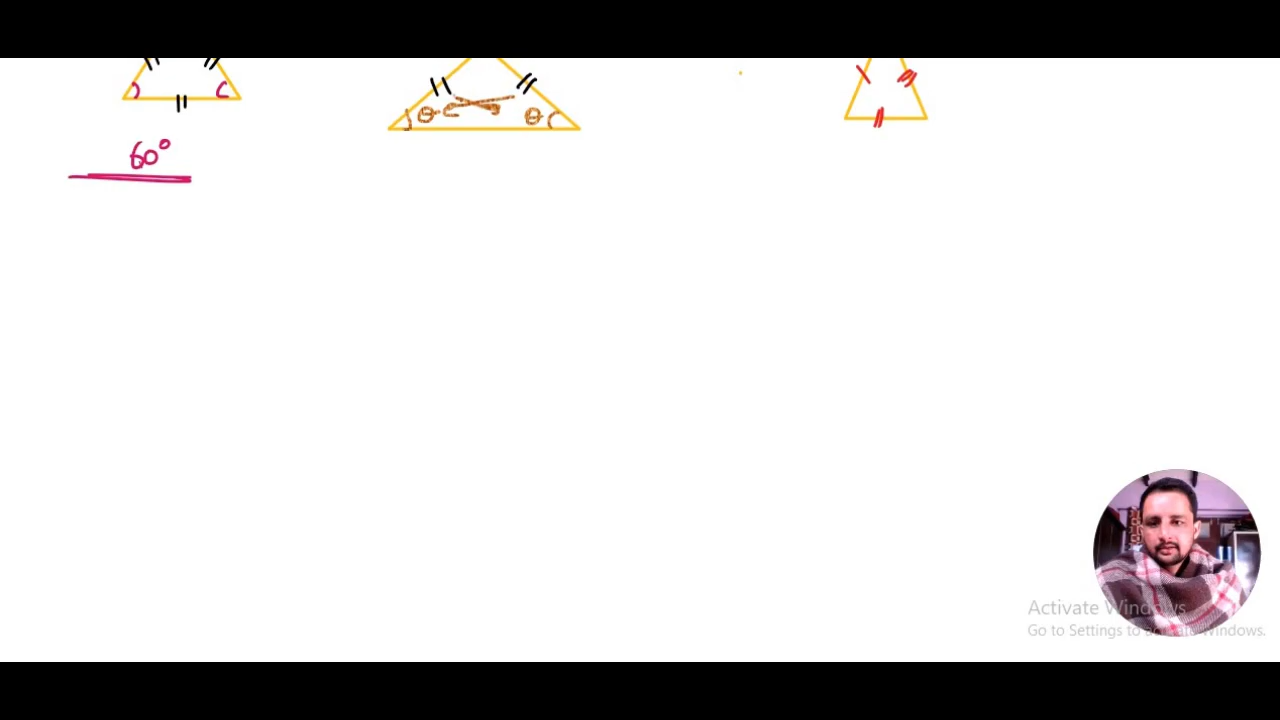 θ θ
60°
Activate Windows
Go to Settings to activate Windows.